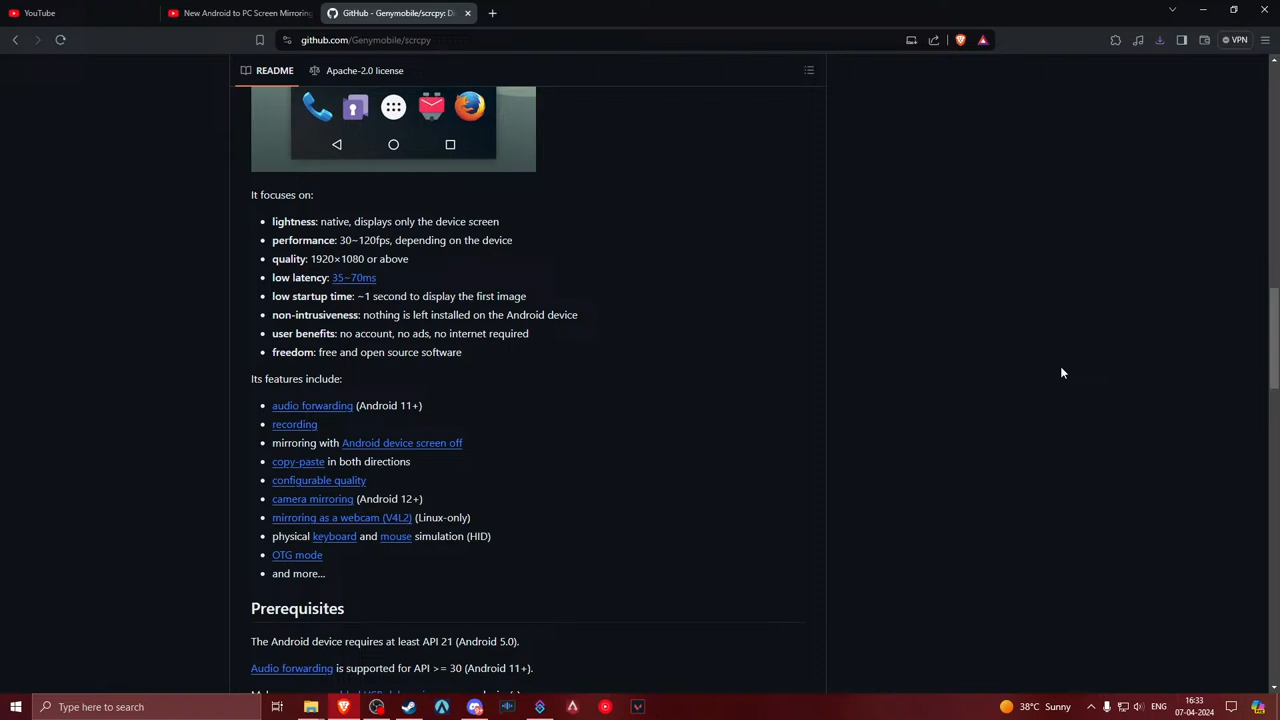 YouTube
New Android to PC Screen Mirroring
GitHub - Genymobile/scrcpy: Di
github.com/Genymobile/scrcpy
VPN
README
Apache-2.0 license
It focuses on:
lightness: native, displays only the device screen
performance: 30~120fps, depending on the device
quality: 1920×1080 or above
low latency: 35~70ms
low startup time: ~1 second to display the first image
non-intrusiveness: nothing is left installed on the Android device
user benefits: no account, no ads, no internet required
freedom: free and open source software
Its features include:
audio forwarding (Android 11+)
recording
mirroring with Android device screen off
copy-paste in both directions
configurable quality
camera mirroring (Android 12+)
mirroring as a webcam (V4L2) (Linux-only)
physical keyboard and mouse simulation (HID)
OTG mode
and more...
Prerequisites
The Android device requires at least API 21 (Android 5.0).
Audio forwarding is supported for API >= 30 (Android 11+).
Type here to search
38°C Sunny
ENG
16:33
07-04-2024